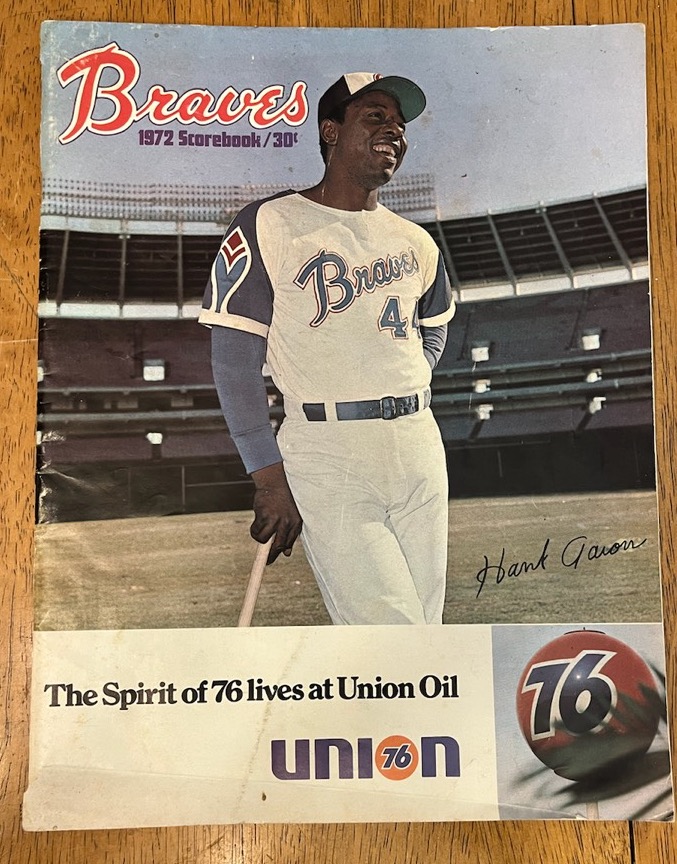 Braves
1972 Scorebook/30¢
Braves
44
Hank Aaron
The Spirit of 76 lives at Union Oil
76
union
76